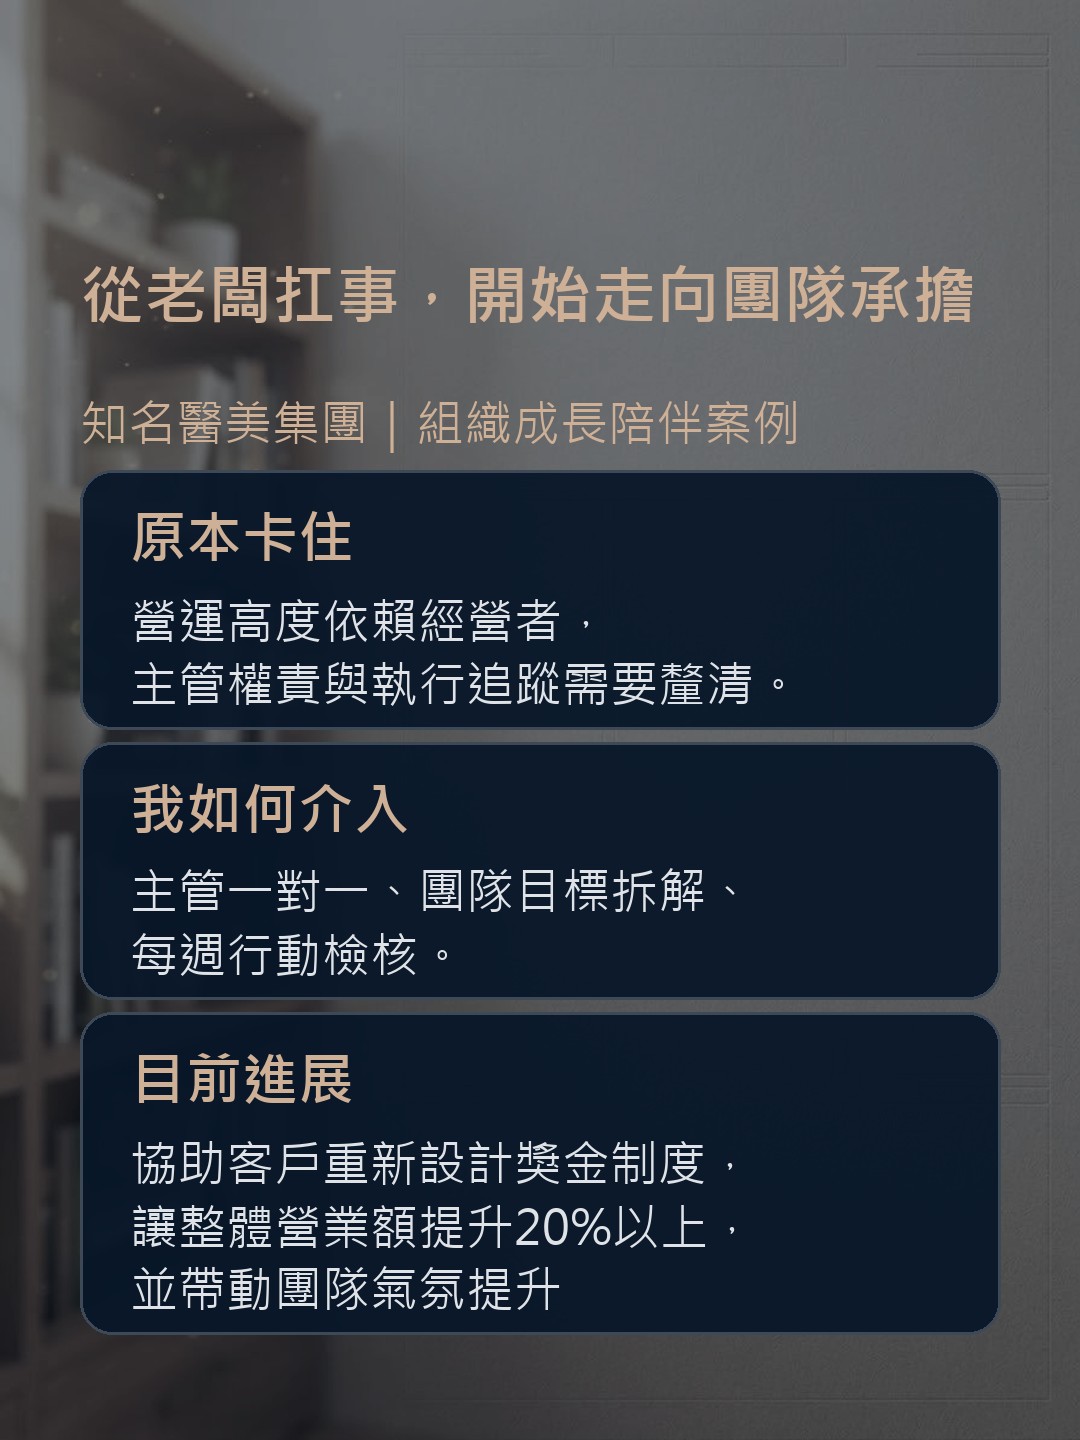 從老闆扛事，開始走向團隊承擔
知名醫美集團｜組織成長陪伴案例
原本卡住
營運高度依賴經營者，
主管權責與執行追蹤需要釐清。
我如何介入
主管一對一、團隊目標拆解、
每週行動檢核。
目前進展
協助客戶重新設計獎金制度，
讓整體營業額提升20%以上，
並帶動團隊氣氛提升